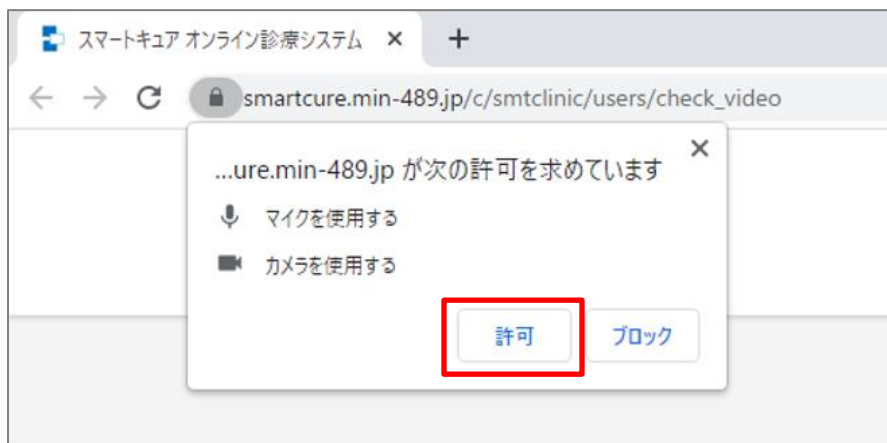 スマートキュア オンライン診療システム
smartcure.min-489.jp/c/smtclinic/users/check_video
...ure.min-489.jp が次の許可を求めています
マイクを使用する
カメラを使用する
許可 ブロック